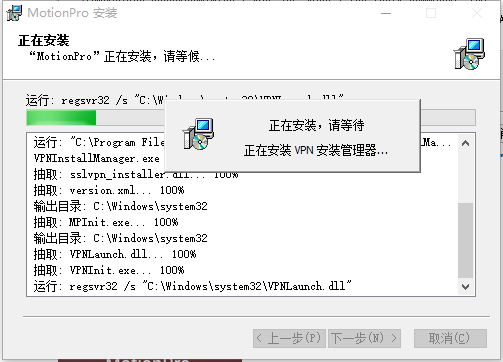 MotionPro 安装
正在安装
“MotionPro”正在安装，请等候...
运行: regsvr32 /s "C:\Windows\system32\VPNLaunch.dll"
正在安装，请等待
正在安装 VPN 安装管理器...
运行: "C:\Program File
Ma...
VPNInstallManager.exe
抽取: sslvpn_installer.dll... 100%
抽取: version.xml... 100%
输出目录: C:\Windows\system32
抽取: MPInit.exe... 100%
输出目录: C:\Windows\system32
抽取: VPNLaunch.dll... 100%
抽取: VPNInit.exe... 100%
运行: regsvr32 /s "C:\Windows\system32\VPNLaunch.dll"
< 上一步(P) 下一步(N) > 取消(C)
MotionPro